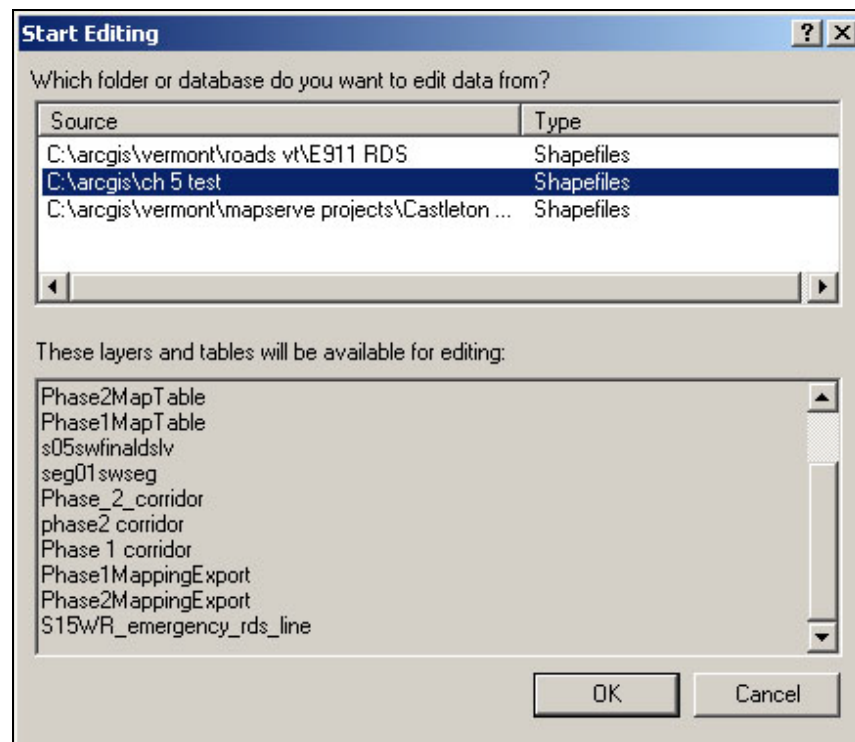 Start Editing
Which folder or database do you want to edit data from?
Source Type
C:\arcgis\vermont\roads vt\E911 RDS Shapefiles
C:\arcgis\ch 5 test Shapefiles
C:\arcgis\vermont\mapserve projects\Castleton ... Shapefiles
These layers and tables will be available for editing:
Phase2MapTable
Phase1MapTable
s05swfinaldslv
seg01swseg
Phase_2_corridor
phase2 corridor
Phase 1 corridor
Phase1MappingExport
Phase2MappingExport
S15WR_emergency_rds_line
OK Cancel